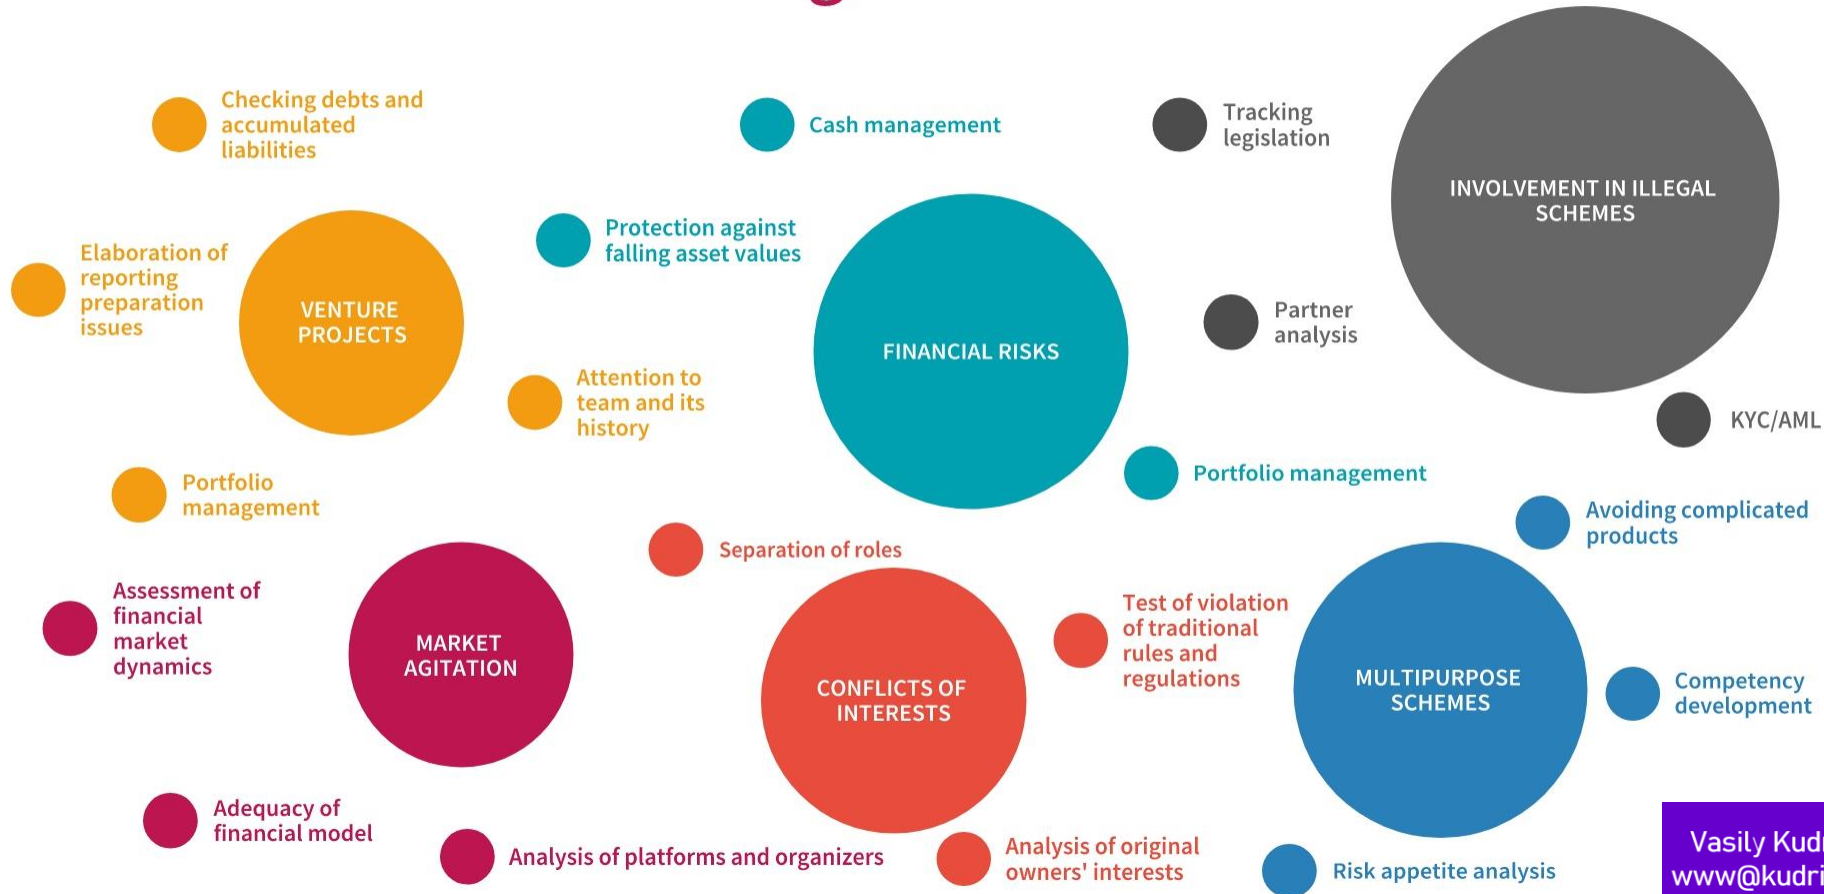 Checking debts and
accumulated
liabilities
Cash management
Tracking
legislation
INVOLVEMENT IN ILLEGAL
SCHEMES
Elaboration of
reporting
preparation
issues
VENTURE
PROJECTS
Protection against
falling asset values
FINANCIAL RISKS
Partner
analysis
Attention to
team and its
history
KYC/AML
Portfolio
management
Portfolio management
Avoiding complicated
products
Separation of roles
Assessment of
financial
market
dynamics
MARKET
AGITATION
CONFLICTS OF
INTERESTS
Test of violation
of traditional
rules and
regulations
MULTIPURPOSE
SCHEMES
Competency
development
Adequacy of
financial model
Analysis of platforms and organizers
Analysis of original
owners' interests
Risk appetite analysis
Vasily